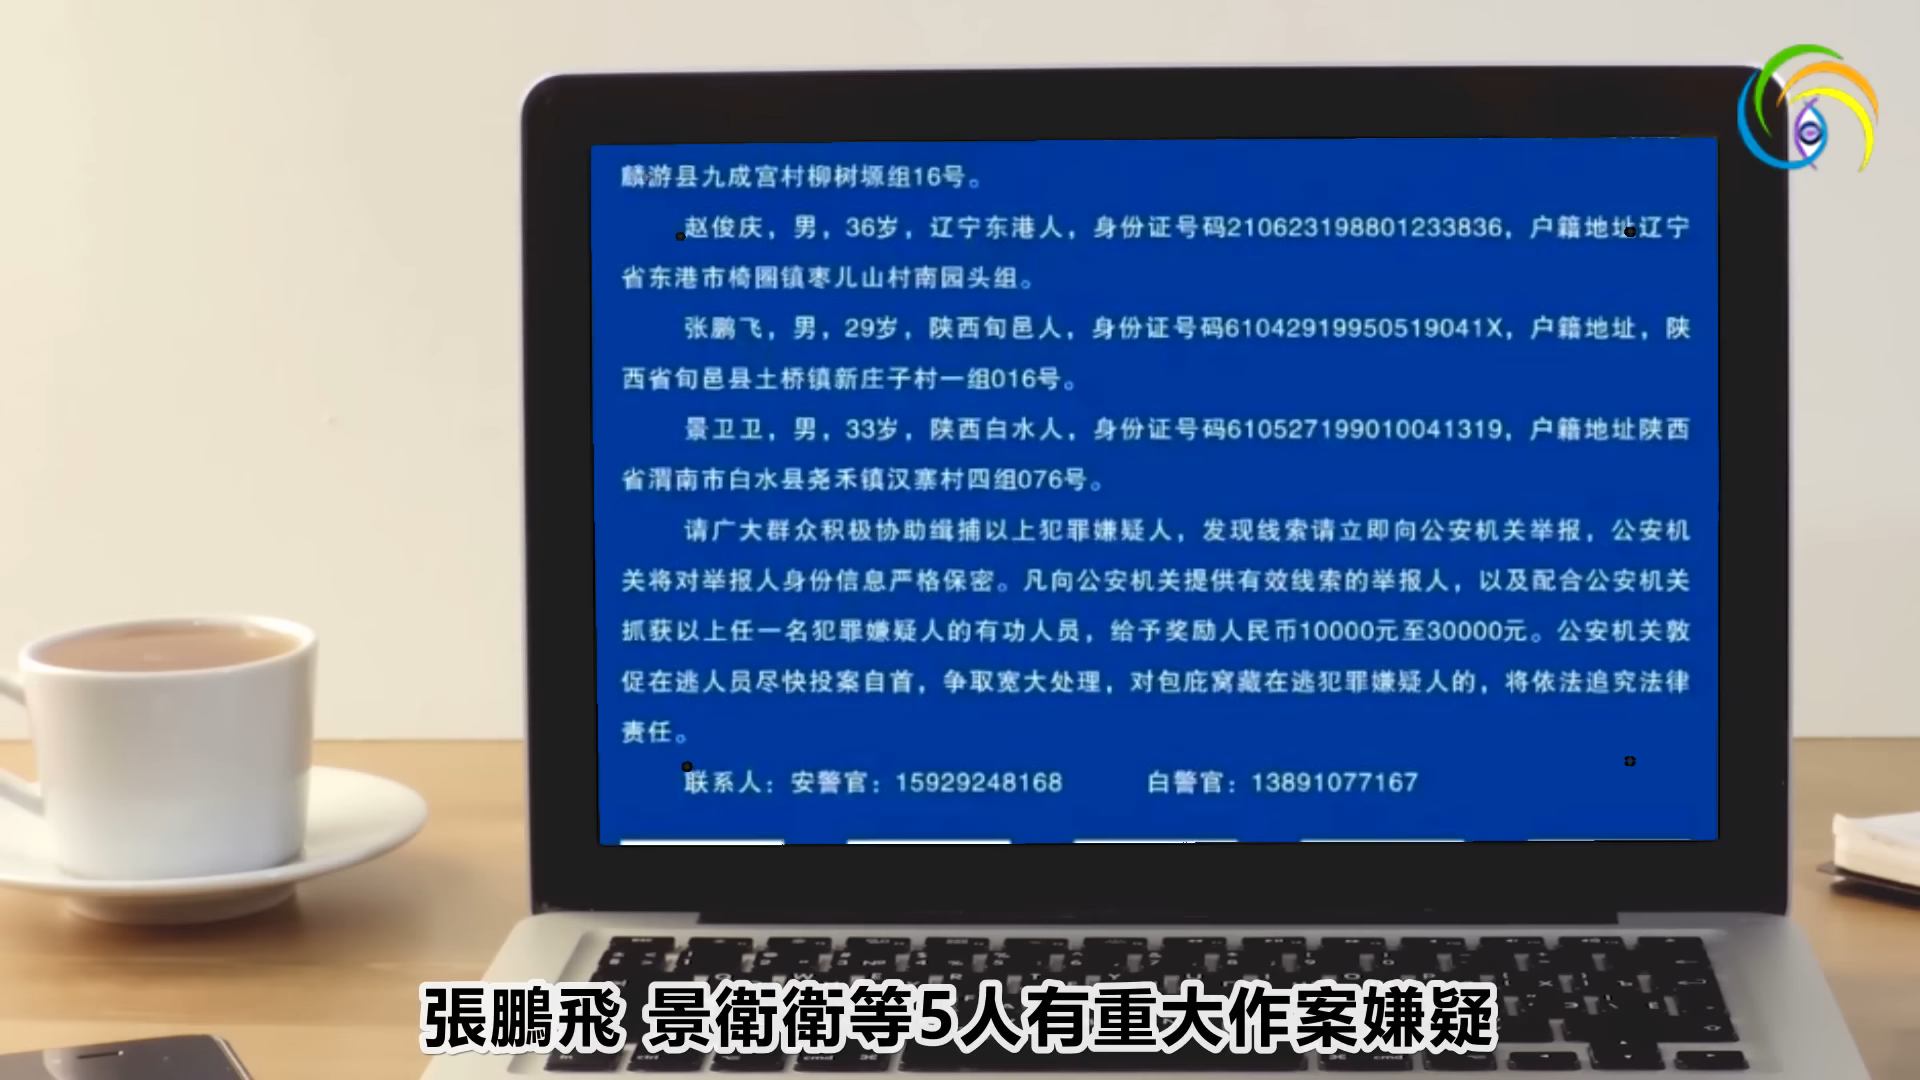 麟游县九成宫村柳树塬组16号。
赵俊庆，男，36岁，辽宁东港人，身份证号码210623198801233836，户籍地址辽宁
省东港市椅圈镇枣儿山村南园头组。
张鹏飞，男，29岁，陕西旬邑人，身份证号码61042919950519041X，户籍地址，陕
西省旬邑县土桥镇新庄子村一组016号。
景卫卫，男，33岁，陕西白水人，身份证号码610527199010041319，户籍地址陕西
省渭南市白水县尧禾镇汉寨村四组076号。
请广大群众积极协助缉捕以上犯罪嫌疑人，发现线索请立即向公安机关举报，公安机
关将对举报人身份信息严格保密。凡向公安机关提供有效线索的举报人，以及配合公安机关
抓获以上任一名犯罪嫌疑人的有功人员，给予奖励人民币10000元至30000元。公安机关敦
促在逃人员尽快投案自首，争取宽大处理，对包庇窝藏在逃犯罪嫌疑人的，将依法追究法律
责任。
联系人：安警官：15929248168 白警官：13891077167
張鵬飛 景衛衛等5人有重大作案嫌疑